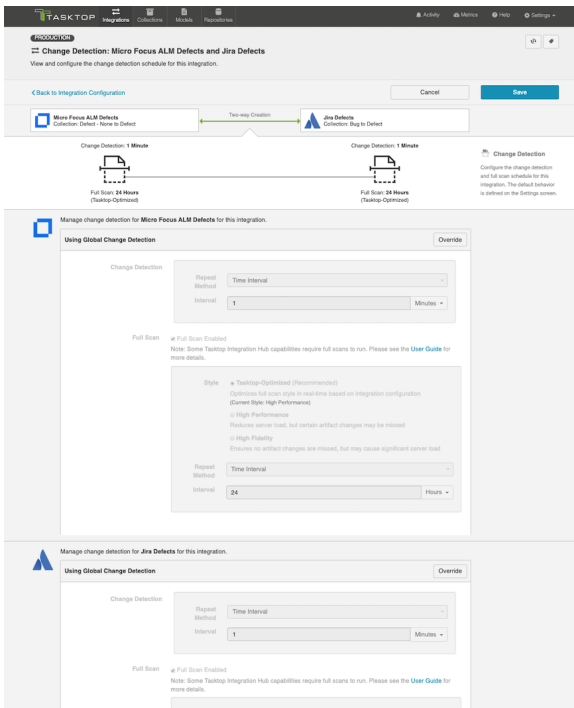 TASKTOP
Integrations
Collections
Models
Repositories
Activity
Metrics
Help
Settings
PRODUCTION
Change Detection: Micro Focus ALM Defects and Jira Defects
View and configure the change detection schedule for this integration.
Back to Integration Configuration
Cancel
Save
Micro Focus ALM Defects
Collection: Defect - None to Defect
Two-way Creation
Jira Defects
Collection: Bug to Defect
Change Detection: 1 Minute
Change Detection: 1 Minute
Full Scan: 24 Hours
(Tasktop-Optimized)
Full Scan: 24 Hours
(Tasktop-Optimized)
Change Detection
Configure the change detection
and full scan schedule for this
integration. The default behavior
is defined on the Settings screen.
Manage change detection for Micro Focus ALM Defects for this integration.
Using Global Change Detection
Override
Change Detection
Repeat
Method
Time Interval
Interval
1
Minutes
Full Scan
Full Scan Enabled
Note: Some Tasktop Integration Hub capabilities require full scans to run. Please see the User Guide for
more details.
Style
Tasktop-Optimized (Recommended)
Optimizes full scan style in real-time based on integration configuration
(Current Style: High Performance)
High Performance
Reduces server load, but certain artifact changes may be missed
High Fidelity
Ensures no artifact changes are missed, but may cause significant server load
Repeat
Method
Time Interval
Interval
24
Hours
Manage change detection for Jira Defects for this integration.
Using Global Change Detection
Override
Change Detection
Repeat
Method
Time Interval
Interval
1
Minutes
Full Scan
Full Scan Enabled
Note: Some Tasktop Integration Hub capabilities require full scans to run. Please see the User Guide for
more details.